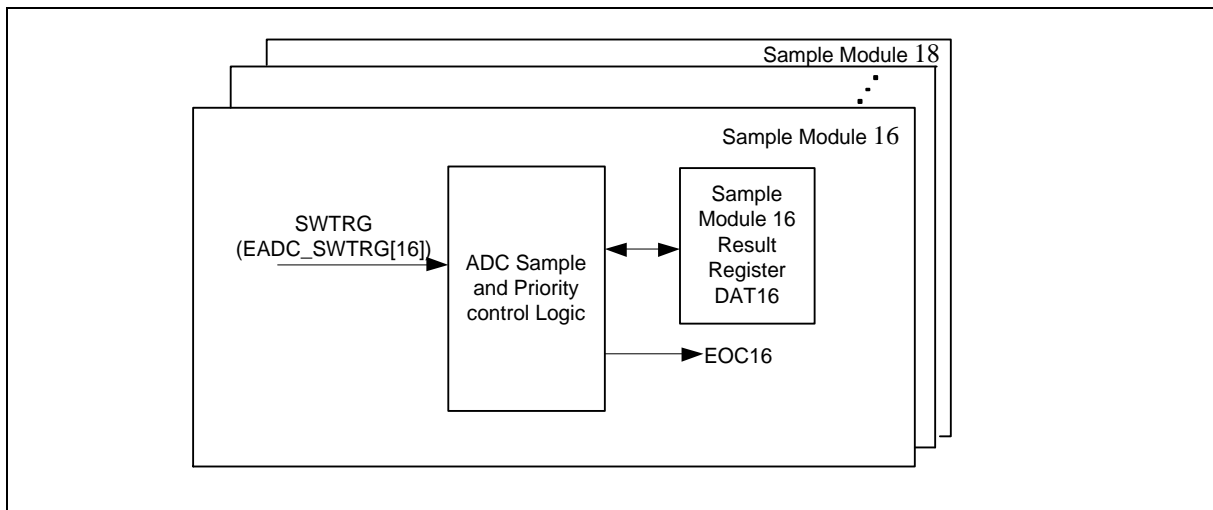 Sample Module 18
Sample Module 16
SWTRG
(EADC_SWTRG[16])
ADC Sample
and Priority
control Logic
Sample
Module 16
Result
Register
DAT16
EOC16